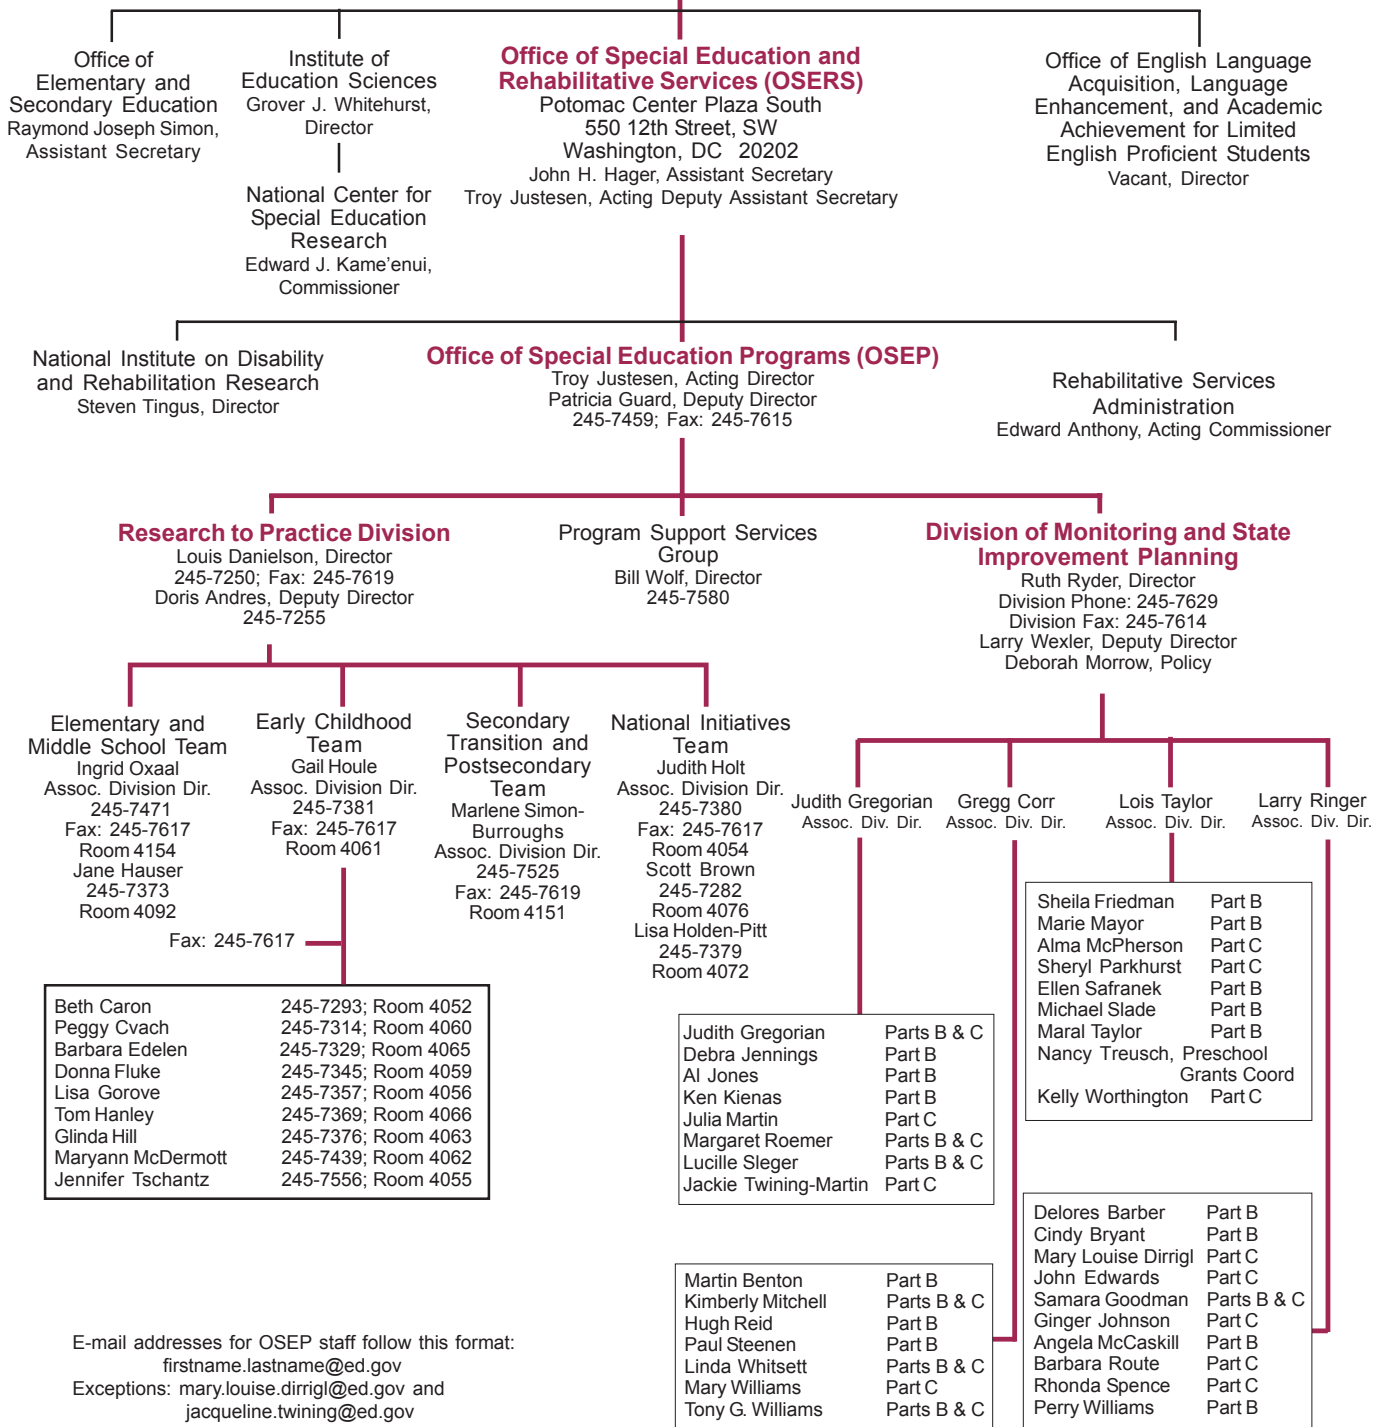 Office of
Elementary and
Secondary Education
Raymond Joseph Simon,
Assistant Secretary
Institute of
Education Sciences
Grover J. Whitehurst,
Director
National Center for
Special Education
Research
Edward J. Kame'enui,
Commissioner
Office of Special Education and
Rehabilitative Services (OSERS)
Potomac Center Plaza South
550 12th Street, SW
Washington, DC 20202
John H. Hager, Assistant Secretary
Troy Justesen, Acting Deputy Assistant Secretary
Office of English Language
Acquisition, Language
Enhancement, and Academic
Achievement for Limited
English Proficient Students
Vacant, Director
National Institute on Disability
and Rehabilitation Research
Steven Tingus, Director
Office of Special Education Programs (OSEP)
Troy Justesen, Acting Director
Patricia Guard, Deputy Director
245-7459; Fax: 245-7615
Rehabilitative Services
Administration
Edward Anthony, Acting Commissioner
Research to Practice Division
Louis Danielson, Director
245-7250; Fax: 245-7619
Doris Andres, Deputy Director
245-7255
Program Support Services
Group
Bill Wolf, Director
245-7580
Division of Monitoring and State
Improvement Planning
Ruth Ryder, Director
Division Phone: 245-7629
Division Fax: 245-7614
Larry Wexler, Deputy Director
Deborah Morrow, Policy
Elementary and
Middle School Team
Ingrid Oxaal
Assoc. Division Dir.
245-7471
Fax: 245-7617
Room 4154
Jane Hauser
245-7373
Room 4092
Early Childhood
Team
Gail Houle
Assoc. Division Dir.
245-7381
Fax: 245-7617
Room 4061
Secondary
Transition and
Postsecondary
Team
Marlene Simon-
Burroughs
Assoc. Division Dir.
245-7525
Fax: 245-7619
Room 4151
National Initiatives
Team
Judith Holt
Assoc. Division Dir.
245-7380
Fax: 245-7617
Room 4054
Scott Brown
245-7282
Room 4076
Lisa Holden-Pitt
245-7379
Room 4072
Fax: 245-7617
Beth Caron 245-7293; Room 4052
Peggy Cvach 245-7314; Room 4060
Barbara Edelen 245-7329; Room 4065
Donna Fluke 245-7345; Room 4059
Lisa Gorove 245-7357; Room 4056
Tom Hanley 245-7369; Room 4066
Glinda Hill 245-7376; Room 4063
Maryann McDermott 245-7439; Room 4062
Jennifer Tschantz 245-7556; Room 4055
Judith Gregorian
Assoc. Div. Dir.
Gregg Corr
Assoc. Div. Dir.
Lois Taylor
Assoc. Div. Dir.
Larry Ringer
Assoc. Div. Dir.
Sheila Friedman Part B
Marie Mayor Part B
Alma McPherson Part C
Sheryl Parkhurst Part C
Ellen Safranek Part B
Michael Slade Part B
Maral Taylor Part B
Nancy Treusch, Preschool
Grants Coord
Kelly Worthington Part C
Judith Gregorian Parts B & C
Debra Jennings Part B
Al Jones Part B
Ken Kienas Part B
Julia Martin Part C
Margaret Roemer Parts B & C
Lucille Sleger Parts B & C
Jackie Twining-Martin Part C
Delores Barber Part B
Cindy Bryant Part B
Mary Louise Dirrigl Part C
John Edwards Part C
Samara Goodman Parts B & C
Ginger Johnson Part C
Angela McCaskill Part B
Barbara Route Part C
Rhonda Spence Part C
Perry Williams Part B
Martin Benton Part B
Kimberly Mitchell Parts B & C
Hugh Reid Part B
Paul Steenen Part B
Linda Whitsett Parts B & C
Mary Williams Part C
Tony G. Williams Parts B & C
E-mail addresses for OSEP staff follow this format:
firstname.lastname@ed.gov
Exceptions: mary.louise.dirrigl@ed.gov and
jacqueline.twining@ed.gov